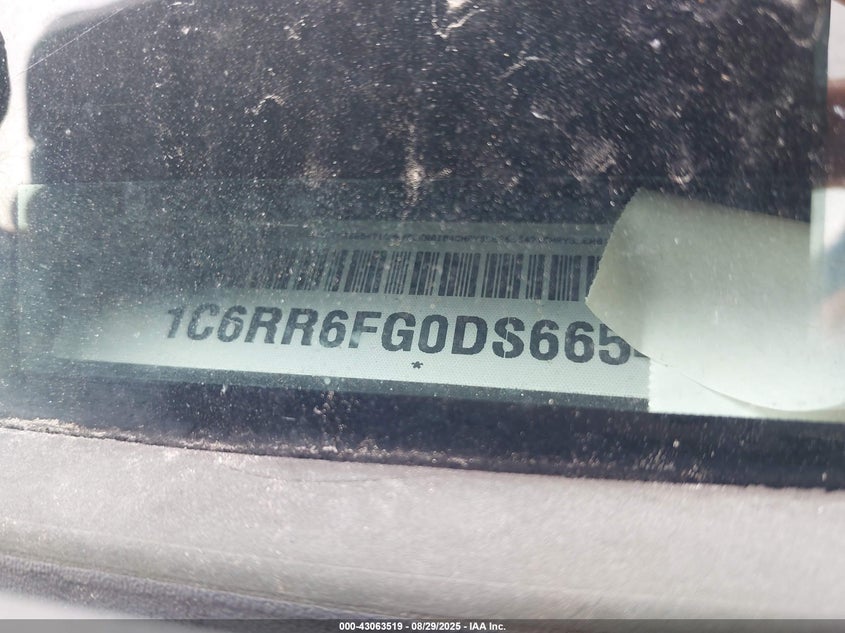 1C6RR6FG0DS665
*
000-43063519 - 08/29/2025 - IAA Inc.